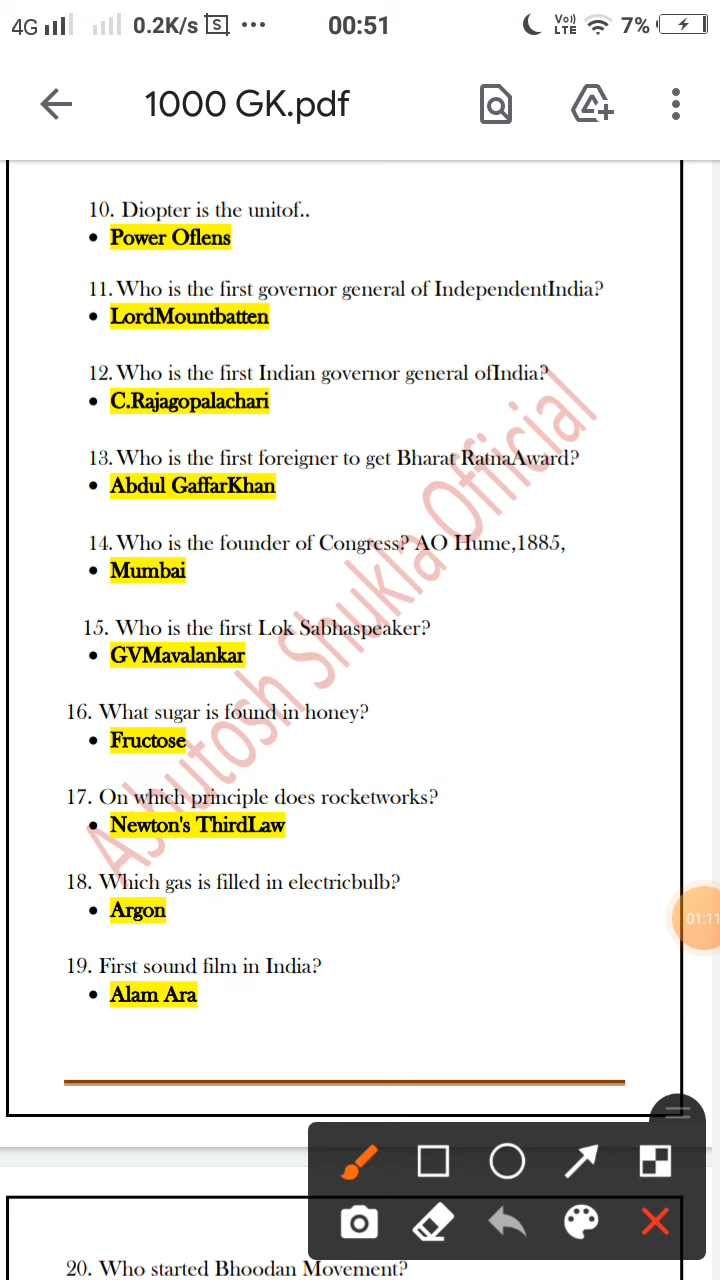 4G 0.2K/s S ... 00:51 Vo)) LTE 7%
1000 GK.pdf
10. Diopter is the unitof..
• Power Oflens
11. Who is the first governor general of IndependentIndia?
• LordMountbatten
12. Who is the first Indian governor general ofIndia?
• C.Rajagopalachari
13. Who is the first foreigner to get Bharat RatnaAward?
• Abdul GaffarKhan
14. Who is the founder of Congress? AO Hume,1885,
• Mumbai
15. Who is the first Lok Sabhaspeaker?
• GVMavalankar
16. What sugar is found in honey?
• Fructose
17. On which principle does rocketworks?
• Newton's ThirdLaw
18. Which gas is filled in electricbulb?
• Argon
01:11
19. First sound film in India?
• Alam Ara
Ashutosh Shukla Official
20. Who started Bhoodan Movement?